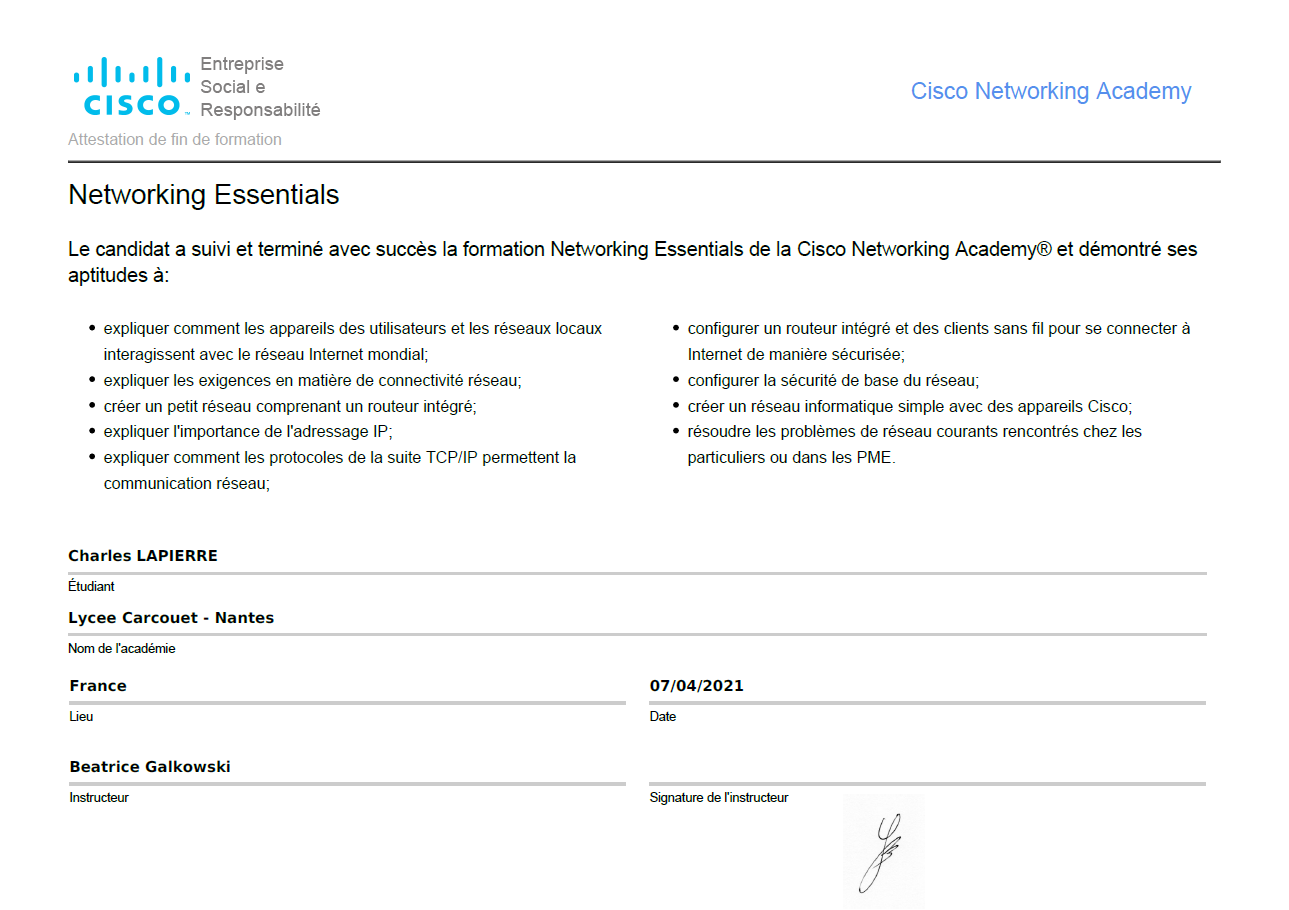 Entreprise
Social e
Responsabilité
CISCO™
Cisco Networking Academy
Attestation de fin de formation
Networking Essentials
Le candidat a suivi et terminé avec succès la formation Networking Essentials de la Cisco Networking Academy® et démontré ses
aptitudes à:
• expliquer comment les appareils des utilisateurs et les réseaux locaux
interagissent avec le réseau Internet mondial;
• expliquer les exigences en matière de connectivité réseau;
• créer un petit réseau comprenant un routeur intégré;
• expliquer l'importance de l'adressage IP;
• expliquer comment les protocoles de la suite TCP/IP permettent la
communication réseau;
• configurer un routeur intégré et des clients sans fil pour se connecter à
Internet de manière sécurisée;
• configurer la sécurité de base du réseau;
• créer un réseau informatique simple avec des appareils Cisco;
• résoudre les problèmes de réseau courants rencontrés chez les
particuliers ou dans les PME.
Charles LAPIERRE
Étudiant
Lycee Carcouet - Nantes
Nom de l'académie
France
Lieu
07/04/2021
Date
Beatrice Galkowski
Instructeur
Signature de l'instructeur